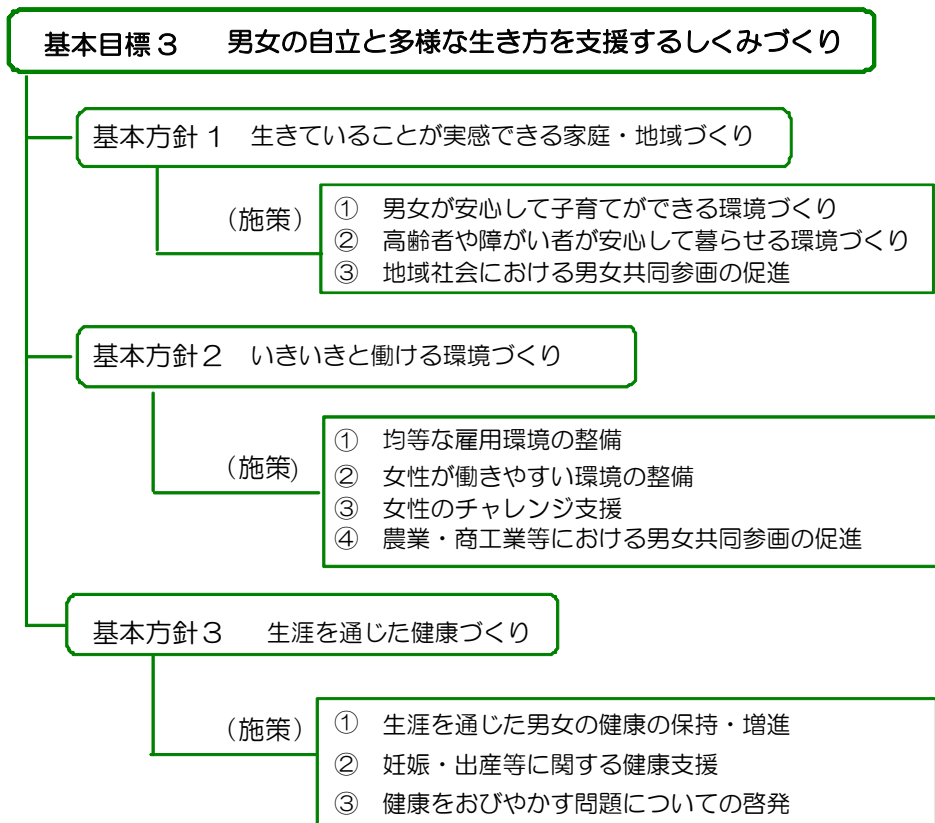 基本目標３　男女の自立と多様な生き方を支援するしくみづくり
基本方針１　生きていることが実感できる家庭・地域づくり
（施策）
①　男女が安心して子育てができる環境づくり
②　高齢者や障がい者が安心して暮らせる環境づくり
③　地域社会における男女共同参画の促進
基本方針２　いきいきと働ける環境づくり
（施策)
①　均等な雇用環境の整備
②　女性が働きやすい環境の整備
③　女性のチャレンジ支援
④　農業・商工業等における男女共同参画の促進
基本方針３　生涯を通じた健康づくり
（施策）
①　生涯を通じた男女の健康の保持・増進
②　妊娠・出産等に関する健康支援
③　健康をおびやかす問題についての啓発